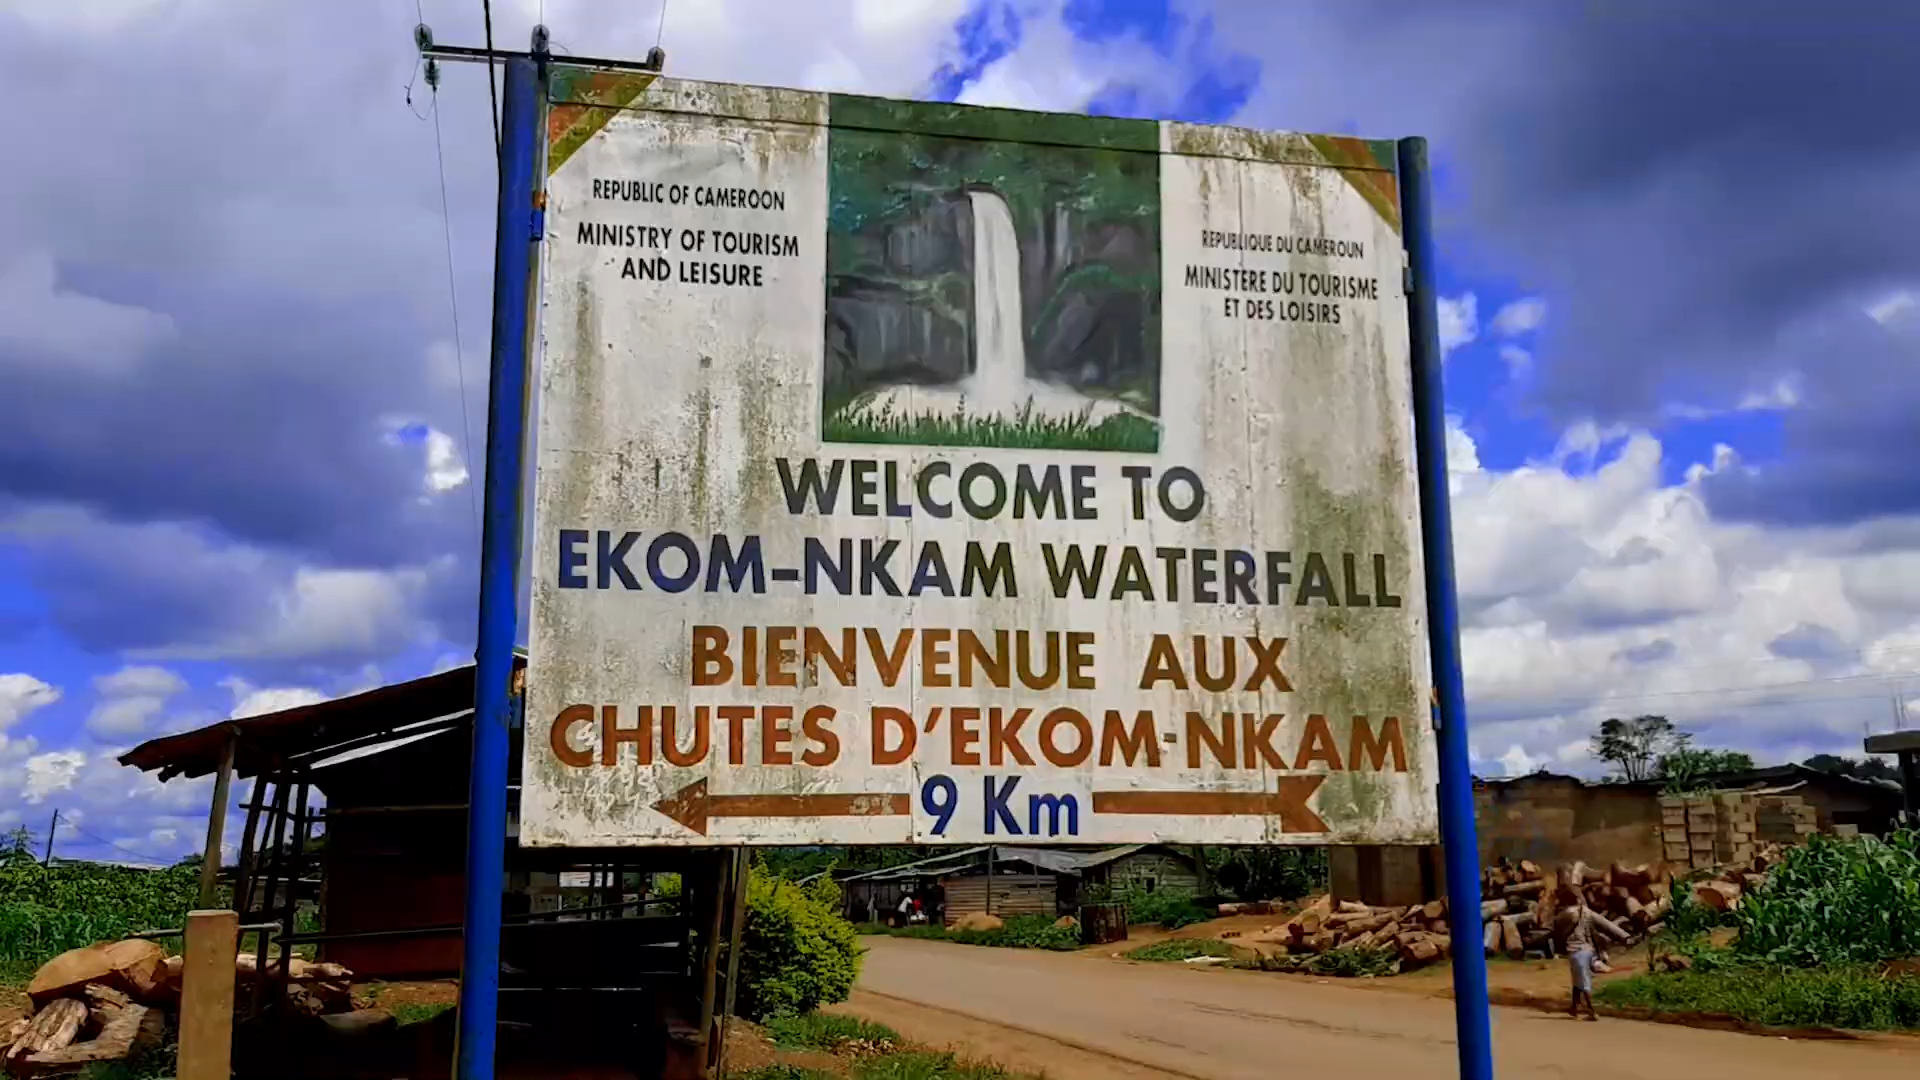 REPUBLIC OF CAMEROON
MINISTRY OF TOURISM
AND LEISURE
REPUBLIQUE DU CAMEROUN
MINISTERE DU TOURISME
ET DES LOISIRS
WELCOME TO
EKOM-NKAM WATERFALL
BIENVENUE AUX
CHUTES D'EKOM-NKAM
9 Km